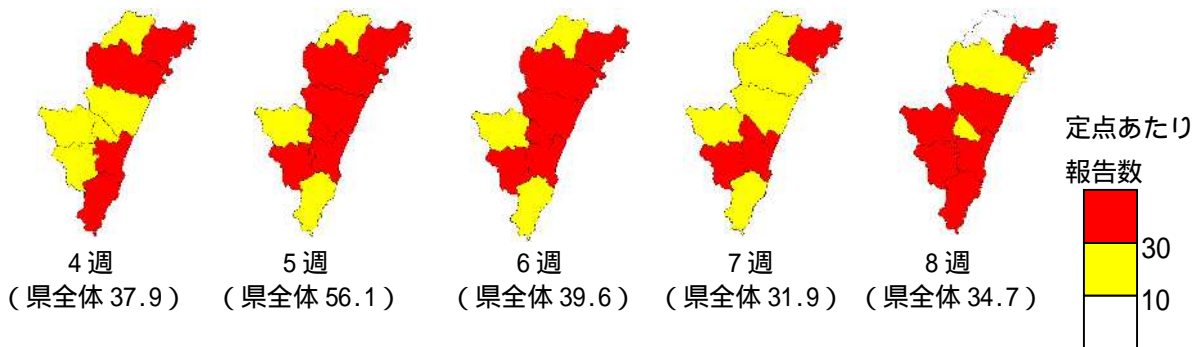 4週
(県全体 37.9)
5週
(県全体 56.1)
6週
(県全体 39.6)
7週
(県全体 31.9)
8週
(県全体 34.7)
定点あたり
報告数
30
10